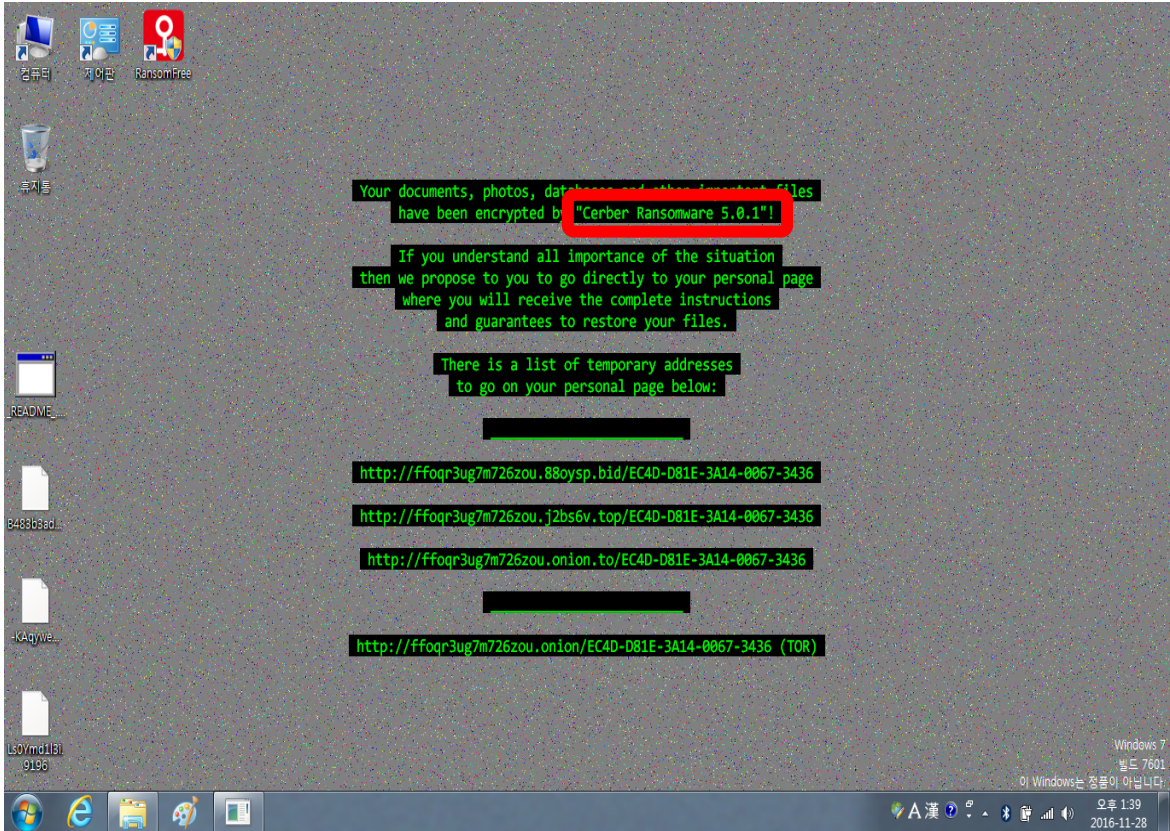 컴퓨터
제어판
RansomFree
휴지통
_README_...
B483b3ad...
-KAqywe...
Ls0Ymd1l3l.
9196
Your documents, photos, databases and other important files
have been encrypted by "Cerber Ransomware 5.0.1"!
If you understand all importance of the situation
then we propose to you to go directly to your personal page
where you will receive the complete instructions
and guarantees to restore your files.
There is a list of temporary addresses
to go on your personal page below:
http://ffoqr3ug7m726zou.88oysp.bid/EC4D-D81E-3A14-0067-3436
http://ffoqr3ug7m726zou.j2bs6v.top/EC4D-D81E-3A14-0067-3436
http://ffoqr3ug7m726zou.onion.to/EC4D-D81E-3A14-0067-3436
http://ffoqr3ug7m726zou.onion/EC4D-D81E-3A14-0067-3436 (TOR)
Windows 7
빌드 7601
이 Windows는 정품이 아닙니다.
A 漢
오후 1:39
2016-11-28